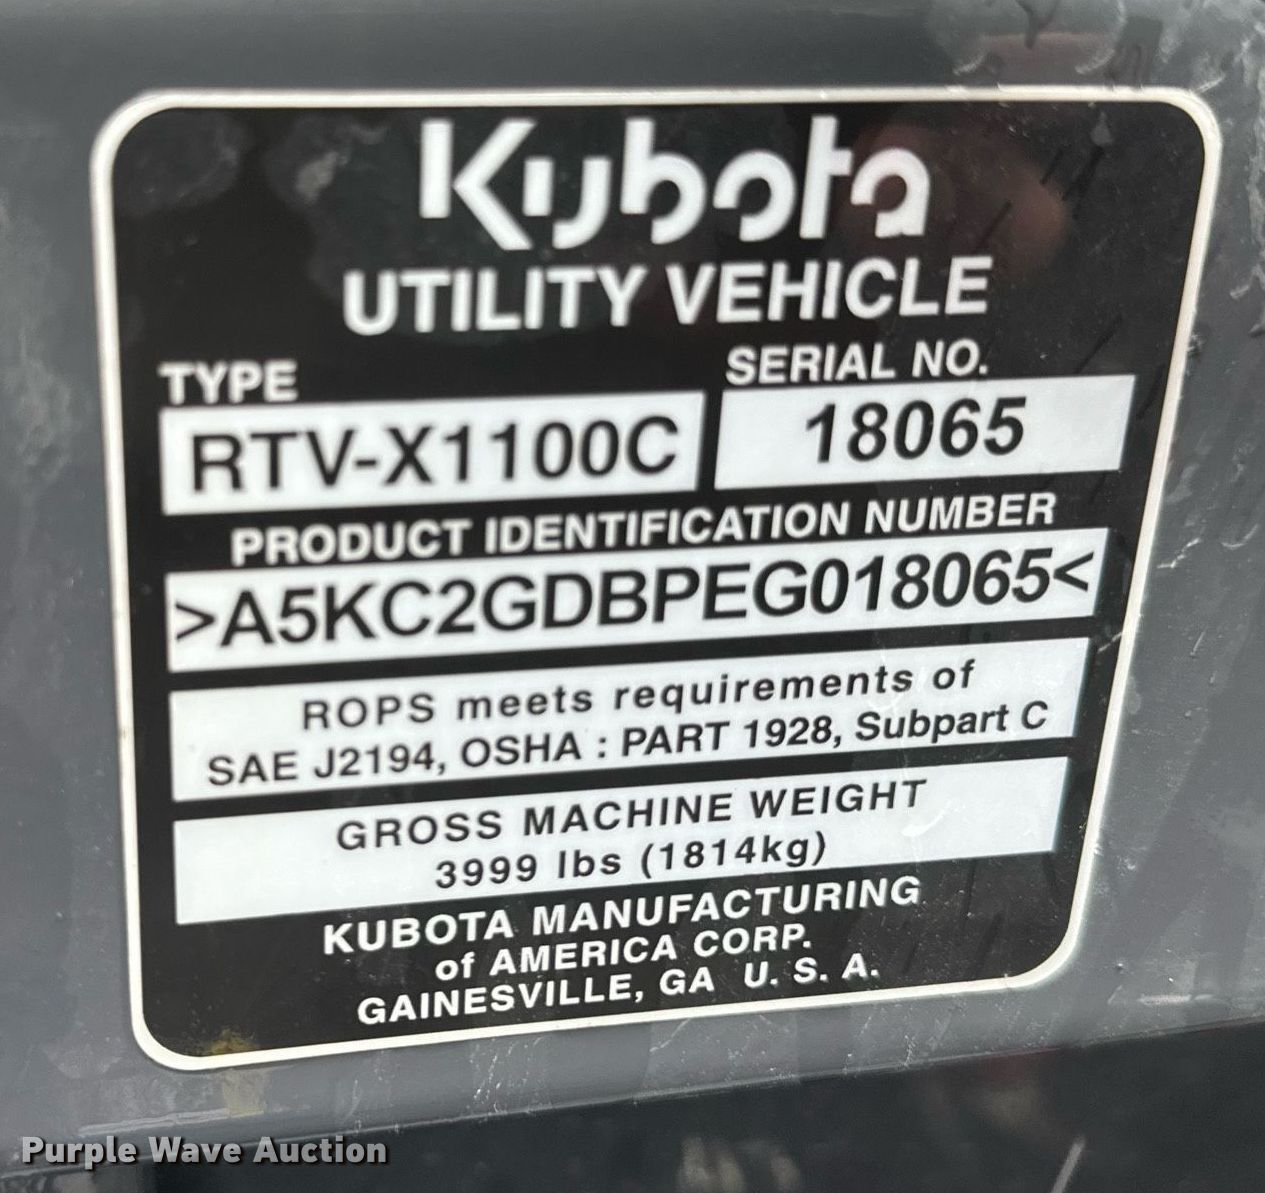 Kubota
UTILITY VEHICLE
TYPE SERIAL NO.
RTV-X1100C 18065
PRODUCT IDENTIFICATION NUMBER
>A5KC2GDBPEG018065<
ROPS meets requirements of
SAE J2194, OSHA : PART 1928, Subpart C
GROSS MACHINE WEIGHT
3999 lbs (1814kg)
KUBOTA MANUFACTURING
of AMERICA CORP.
GAINESVILLE, GA U. S. A.
Purple Wave Auction